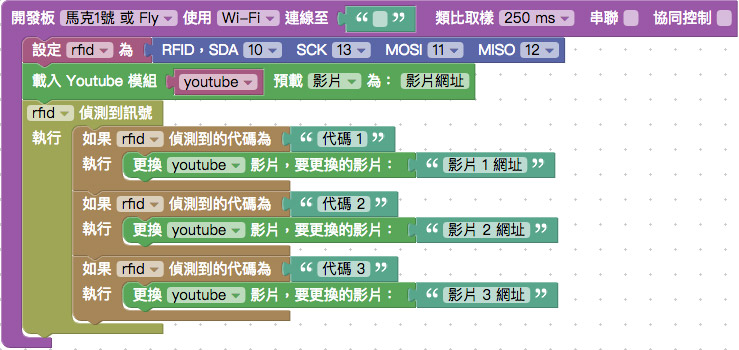 開發板 馬克1號 或 Fly 使用 Wi-Fi 連線至 “ ” 類比取樣 250 ms 串聯 協同控制
設定 rfid 為 RFID,SDA 10 SCK 13 MOSI 11 MISO 12
載入 Youtube 模組 youtube 預載 影片 為: 影片網址
rfid 偵測到訊號
執行 如果 rfid 偵測到的代碼為 “ 代碼 1 ”
執行 更換 youtube 影片,要更換的影片: “ 影片 1 網址 ”
如果 rfid 偵測到的代碼為 “ 代碼 2 ”
執行 更換 youtube 影片,要更換的影片: “ 影片 2 網址 ”
如果 rfid 偵測到的代碼為 “ 代碼 3 ”
執行 更換 youtube 影片,要更換的影片: “ 影片 3 網址 ”